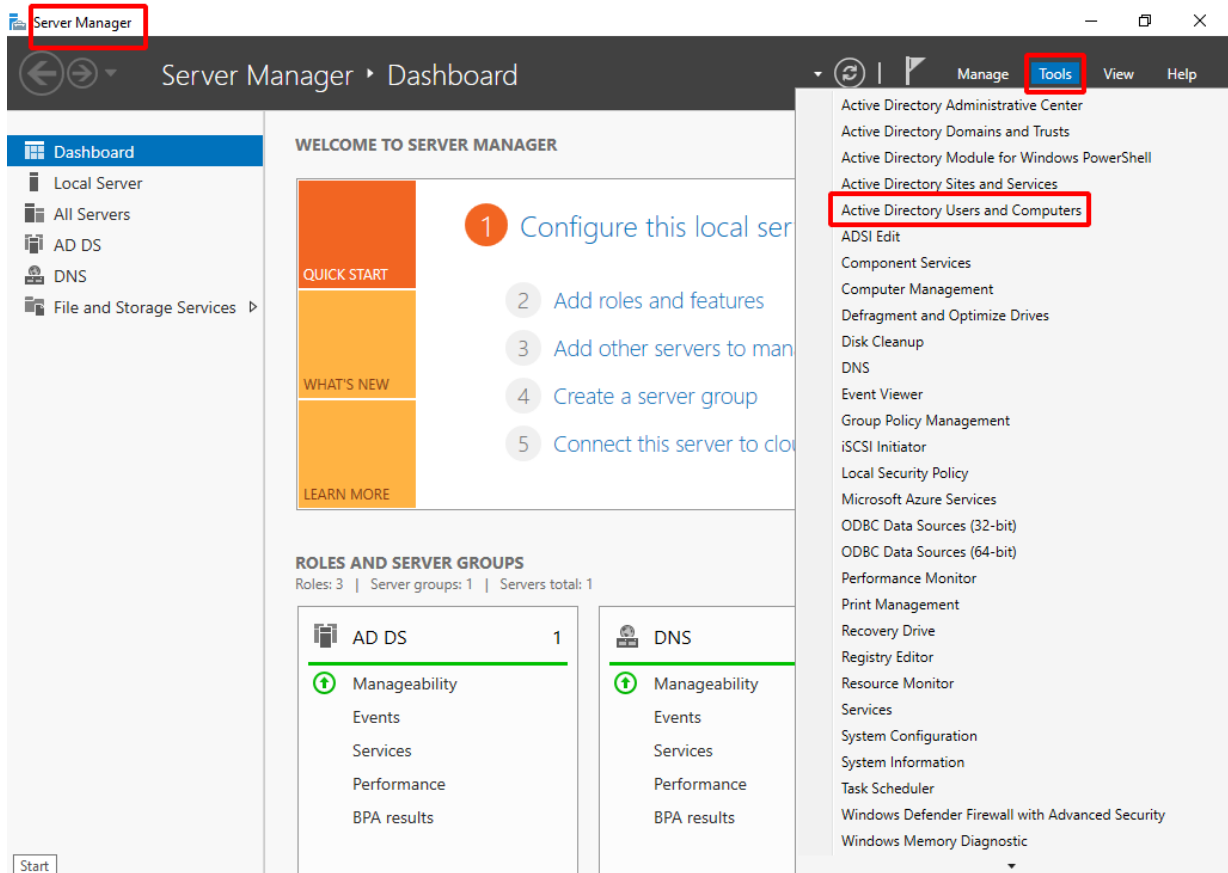 Server Manager
Server Manager ‣ Dashboard
Manage Tools View Help
Dashboard
Local Server
All Servers
AD DS
DNS
File and Storage Services
WELCOME TO SERVER MANAGER
QUICK START
WHAT'S NEW
LEARN MORE
1 Configure this local ser
2 Add roles and features
3 Add other servers to man
4 Create a server group
5 Connect this server to clo
ROLES AND SERVER GROUPS
Roles: 3 | Server groups: 1 | Servers total: 1
AD DS 1
Manageability
Events
Services
Performance
BPA results
DNS
Manageability
Events
Services
Performance
BPA results
Active Directory Administrative Center
Active Directory Domains and Trusts
Active Directory Module for Windows PowerShell
Active Directory Sites and Services
Active Directory Users and Computers
ADSI Edit
Component Services
Computer Management
Defragment and Optimize Drives
Disk Cleanup
DNS
Event Viewer
Group Policy Management
iSCSI Initiator
Local Security Policy
Microsoft Azure Services
ODBC Data Sources (32-bit)
ODBC Data Sources (64-bit)
Performance Monitor
Print Management
Recovery Drive
Registry Editor
Resource Monitor
Services
System Configuration
System Information
Task Scheduler
Windows Defender Firewall with Advanced Security
Windows Memory Diagnostic
Start